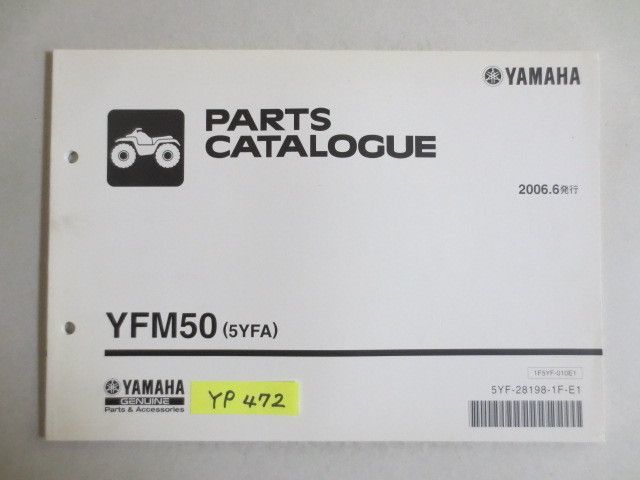 YAMAHA
PARTS
CATALOGUE
2006.6発行
YFM50 (5YFA)
1F5YF-010E1
YAMAHA
GENUINE
Parts & Accessories
YP 472
5YF-28198-1F-E1